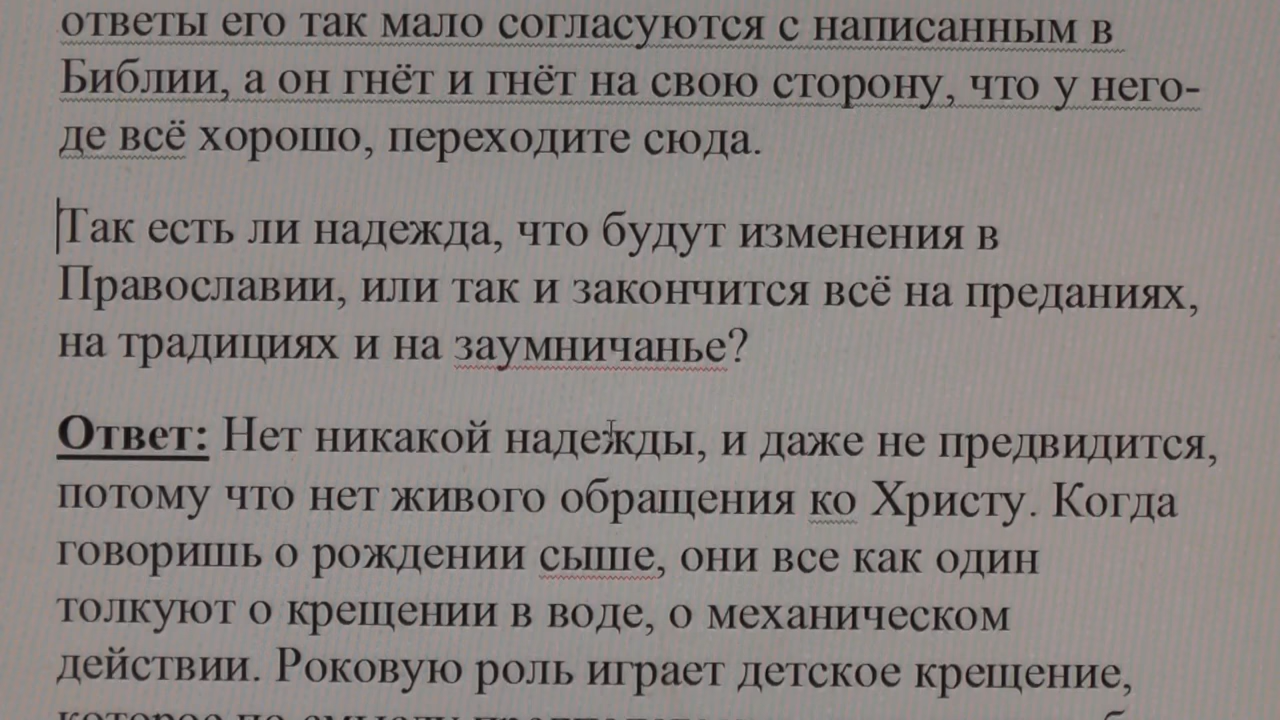 ответы его так мало согласуются с написанным в
Библии, а он гнёт и гнёт на свою сторону, что у него-
де всё хорошо, переходите сюда.
Так есть ли надежда, что будут изменения в
Православии, или так и закончится всё на преданиях,
на традициях и на заумничанье?
Ответ: Нет никакой надежды, и даже не предвидится,
потому что нет живого обращения ко Христу. Когда
говоришь о рождении сыше, они все как один
толкуют о крещении в воде, о механическом
действии. Роковую роль играет детское крещение,